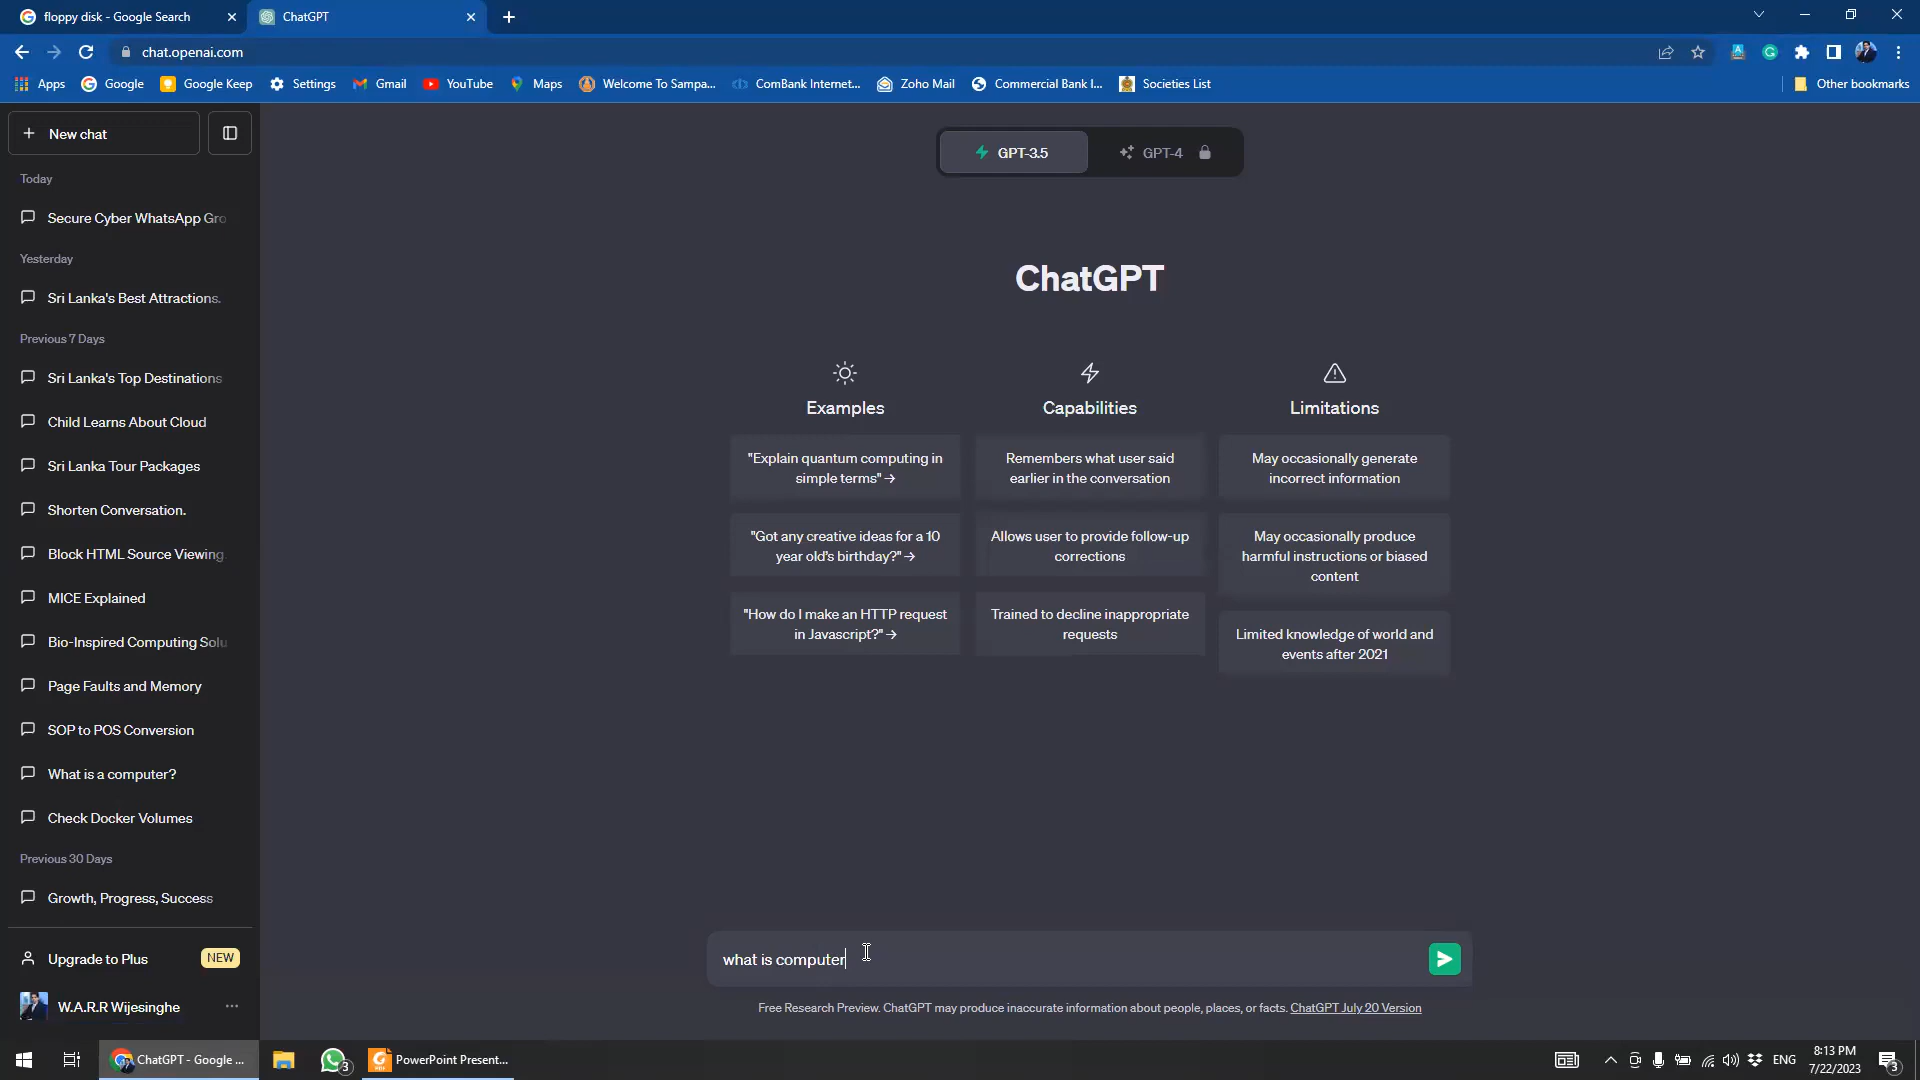 floppy disk - Google Search
ChatGPT
chat.openai.com
Apps
Google
Google Keep
Settings
Gmail
YouTube
Maps
Welcome To Sampa...
ComBank Internet...
Zoho Mail
Commercial Bank I...
Societies List
Other bookmarks
New chat
Today
Secure Cyber WhatsApp Gro
Yesterday
Sri Lanka's Best Attractions.
Previous 7 Days
Sri Lanka's Top Destinations
Child Learns About Cloud
Sri Lanka Tour Packages
Shorten Conversation.
Block HTML Source Viewing.
MICE Explained
Bio-Inspired Computing Solu
Page Faults and Memory
SOP to POS Conversion
What is a computer?
Check Docker Volumes
Previous 30 Days
Growth, Progress, Success
Upgrade to Plus
NEW
W.A.R.R Wijesinghe
GPT-3.5
GPT-4
ChatGPT
Examples
"Explain quantum computing in
simple terms" →
"Got any creative ideas for a 10
year old's birthday?" →
"How do I make an HTTP request
in Javascript?" →
Capabilities
Remembers what user said
earlier in the conversation
Allows user to provide follow-up
corrections
Trained to decline inappropriate
requests
Limitations
May occasionally generate
incorrect information
May occasionally produce
harmful instructions or biased
content
Limited knowledge of world and
events after 2021
what is computer
Free Research Preview. ChatGPT may produce inaccurate information about people, places, or facts. ChatGPT July 20 Version
ChatGPT - Google ...
3
PowerPoint Present...
ENG
8:13 PM
7/22/2023
3